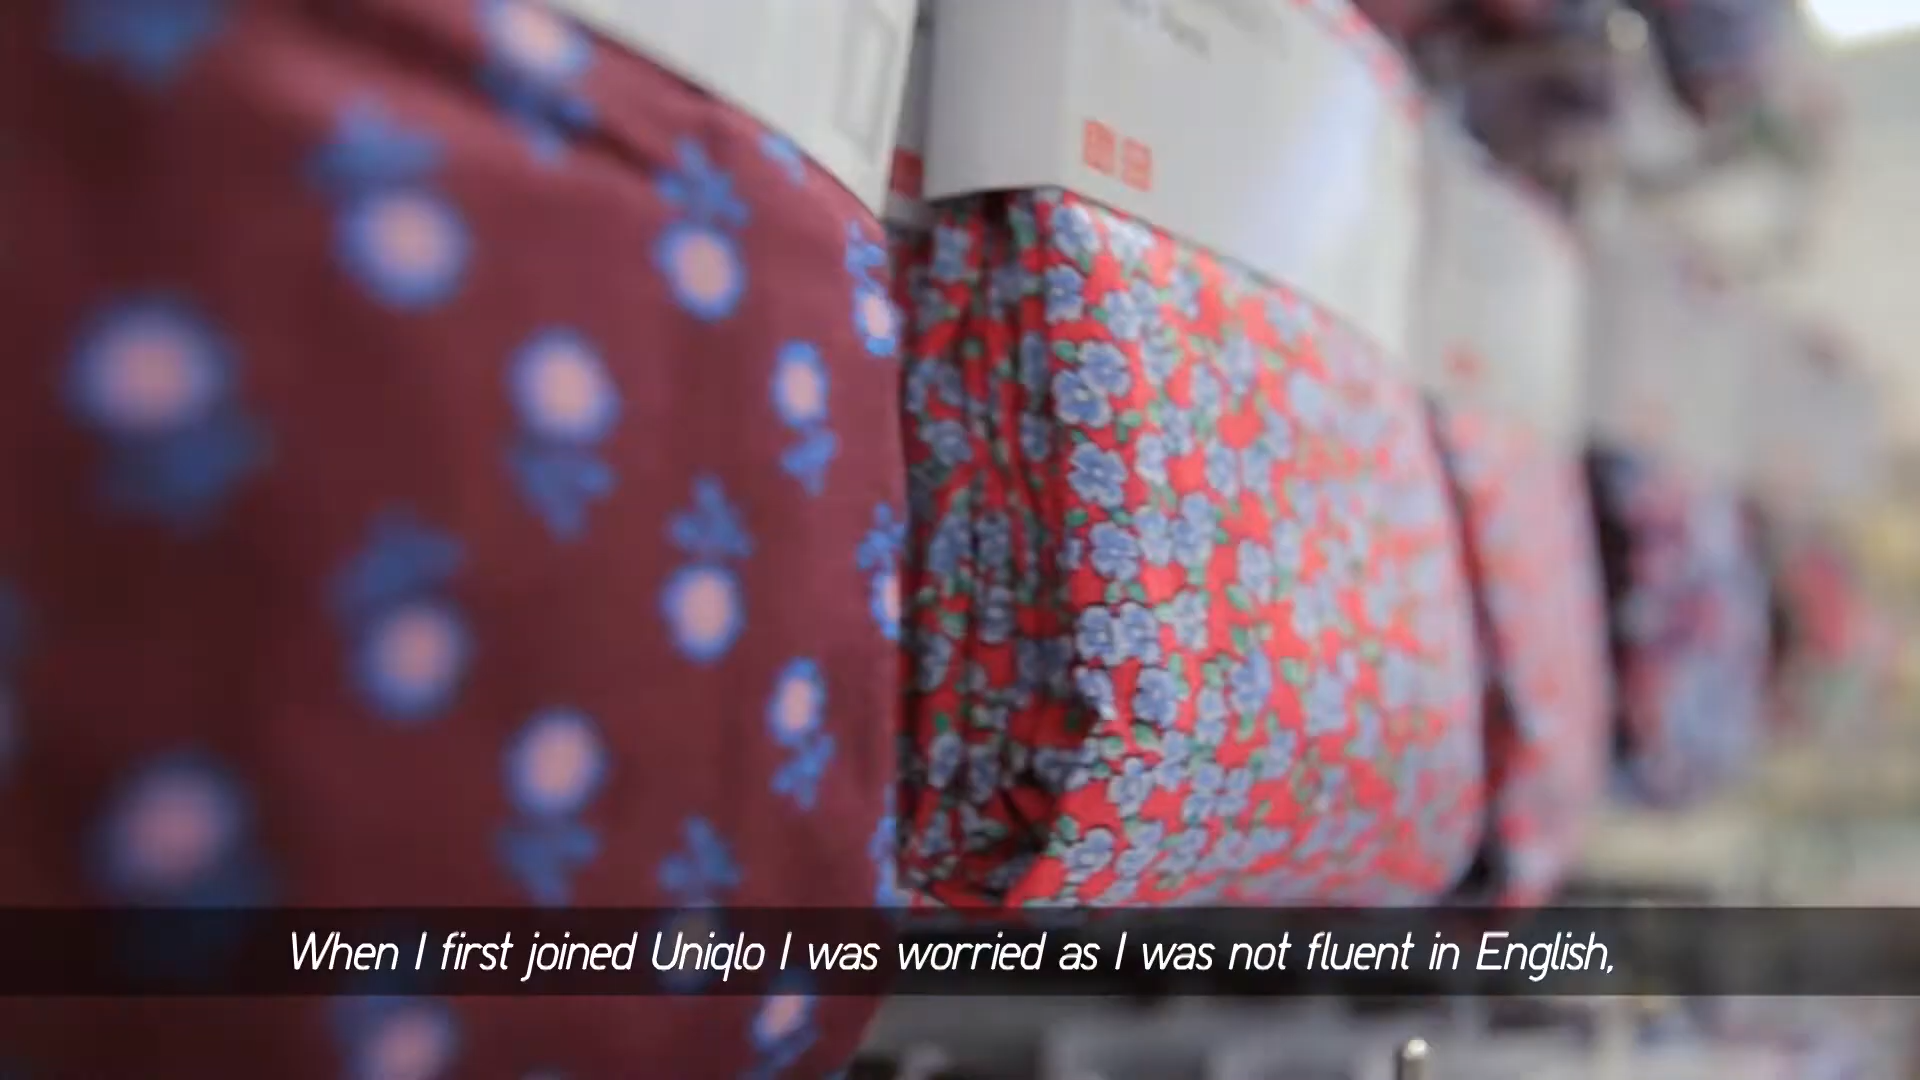 When I first joined Uniqlo I was worried as I was not fluent in English,